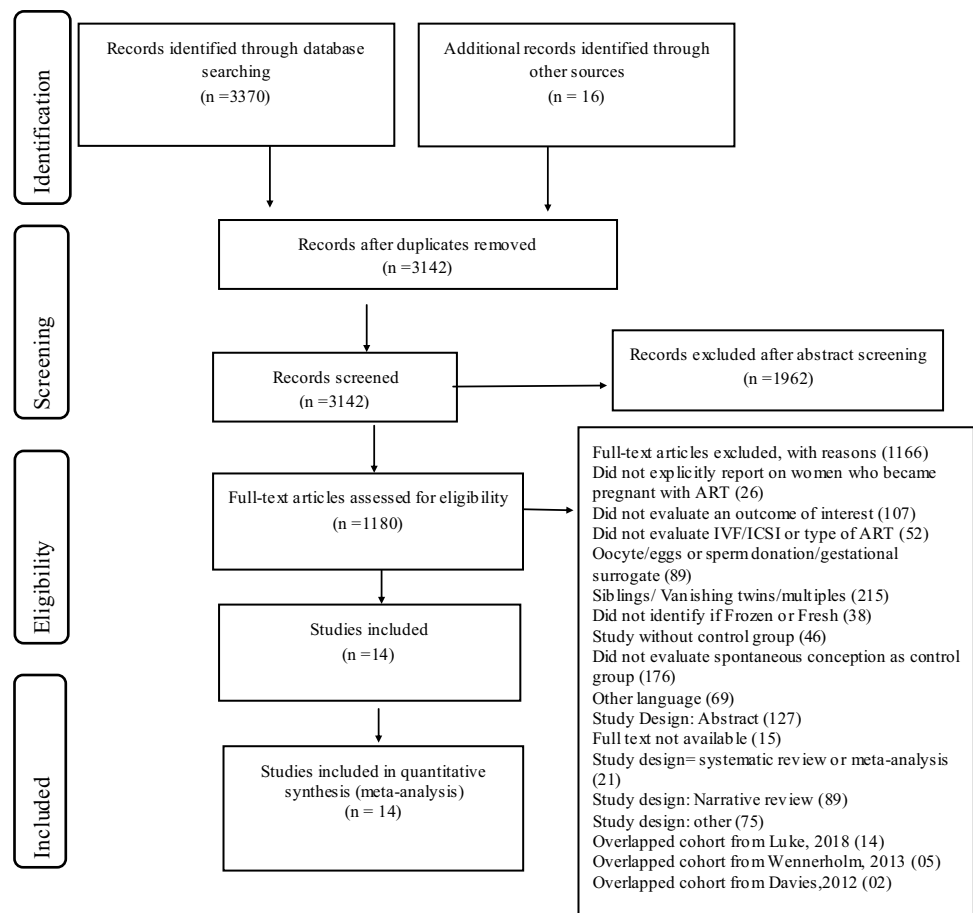 Identification
Records identified through database
searching
(n =3370)
Additional records identified through
other sources
(n = 16)
Screening
Records after duplicates removed
(n =3142)
Records screened
(n =3142)
Records excluded after abstract screening
(n =1962)
Eligibility
Full-text articles assessed for eligibility
(n =1180)
Full-text articles excluded, with reasons (1166)
Did not explicitly report on women who became
pregnant with ART (26)
Did not evaluate an outcome of interest (107)
Did not evaluate IVF/ICSI or type of ART (52)
Oocyte/eggs or sperm donation/gestational
surrogate (89)
Siblings/ Vanishing twins/multiples (215)
Did not identify if Frozen or Fresh (38)
Study without control group (46)
Did not evaluate spontaneous conception as control
group (176)
Other language (69)
Study Design: Abstract (127)
Full text not available (15)
Study design= systematic review or meta-analysis
(21)
Study design: Narrative review (89)
Study design: other (75)
Overlapped cohort from Luke, 2018 (14)
Overlapped cohort from Wennerholm, 2013 (05)
Overlapped cohort from Davies,2012 (02)
Studies included
(n =14)
Included
Studies included in quantitative
synthesis (meta-analysis)
(n = 14)